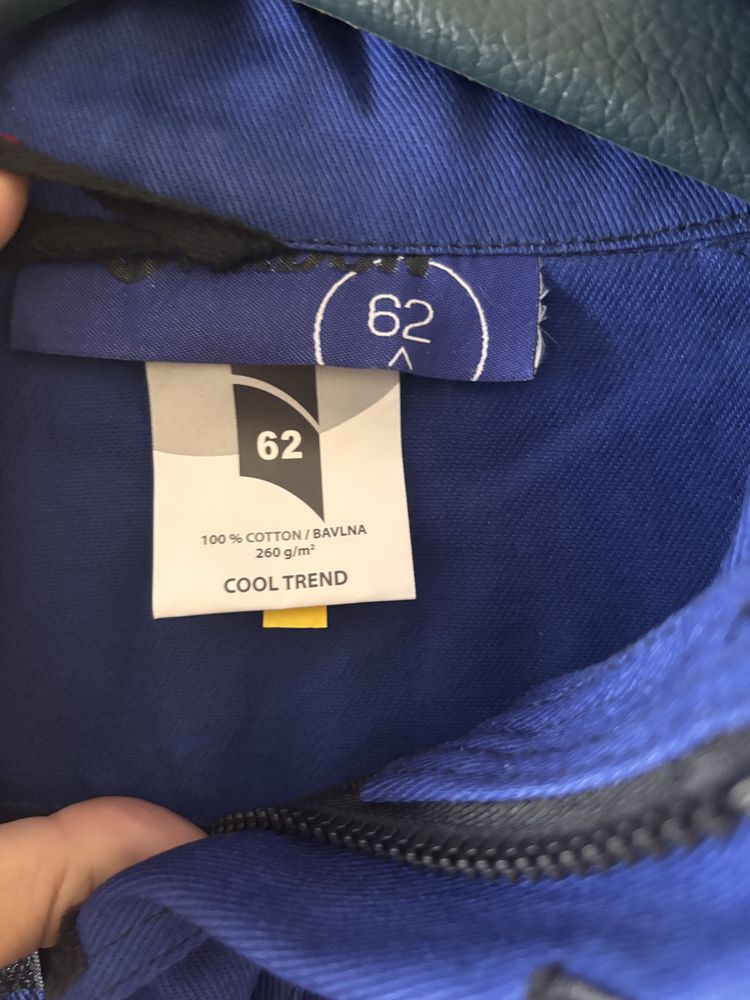 62
62
100 % COTTON / BAVLNA
260 g/m²
COOL TREND